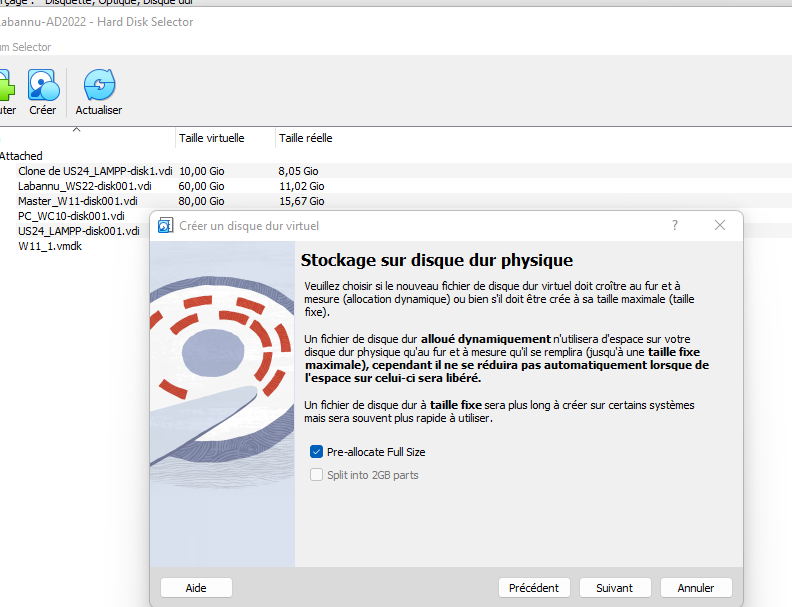 rçage : Disquette, Optique, Disque dur
Labannu-AD2022 - Hard Disk Selector
um Selector
uter
Créer
Actualiser
Taille virtuelle Taille réelle
Attached
Clone de US24_LAMPP-disk1.vdi 10,00 Gio 8,05 Gio
Labannu_WS22-disk001.vdi 60,00 Gio 11,02 Gio
Master_W11-disk001.vdi 80,00 Gio 15,67 Gio
PC_WC10-disk001.vdi
US24_LAMPP-disk001.vdi
W11_1.vmdk
Créer un disque dur virtuel
?
Stockage sur disque dur physique
Veuillez choisir si le nouveau fichier de disque dur virtuel doit croître au fur et à
mesure (allocation dynamique) ou bien s'il doit être crée à sa taille maximale (taille
fixe).
Un fichier de disque dur alloué dynamiquement n'utilisera d'espace sur votre
disque dur physique qu'au fur et à mesure qu'il se remplira (jusqu'à une taille fixe
maximale), cependant il ne se réduira pas automatiquement lorsque de
l'espace sur celui-ci sera libéré.
Un fichier de disque dur à taille fixe sera plus long à créer sur certains systèmes
mais sera souvent plus rapide à utiliser.
Pre-allocate Full Size
Split into 2GB parts
Aide Précédent Suivant Annuler